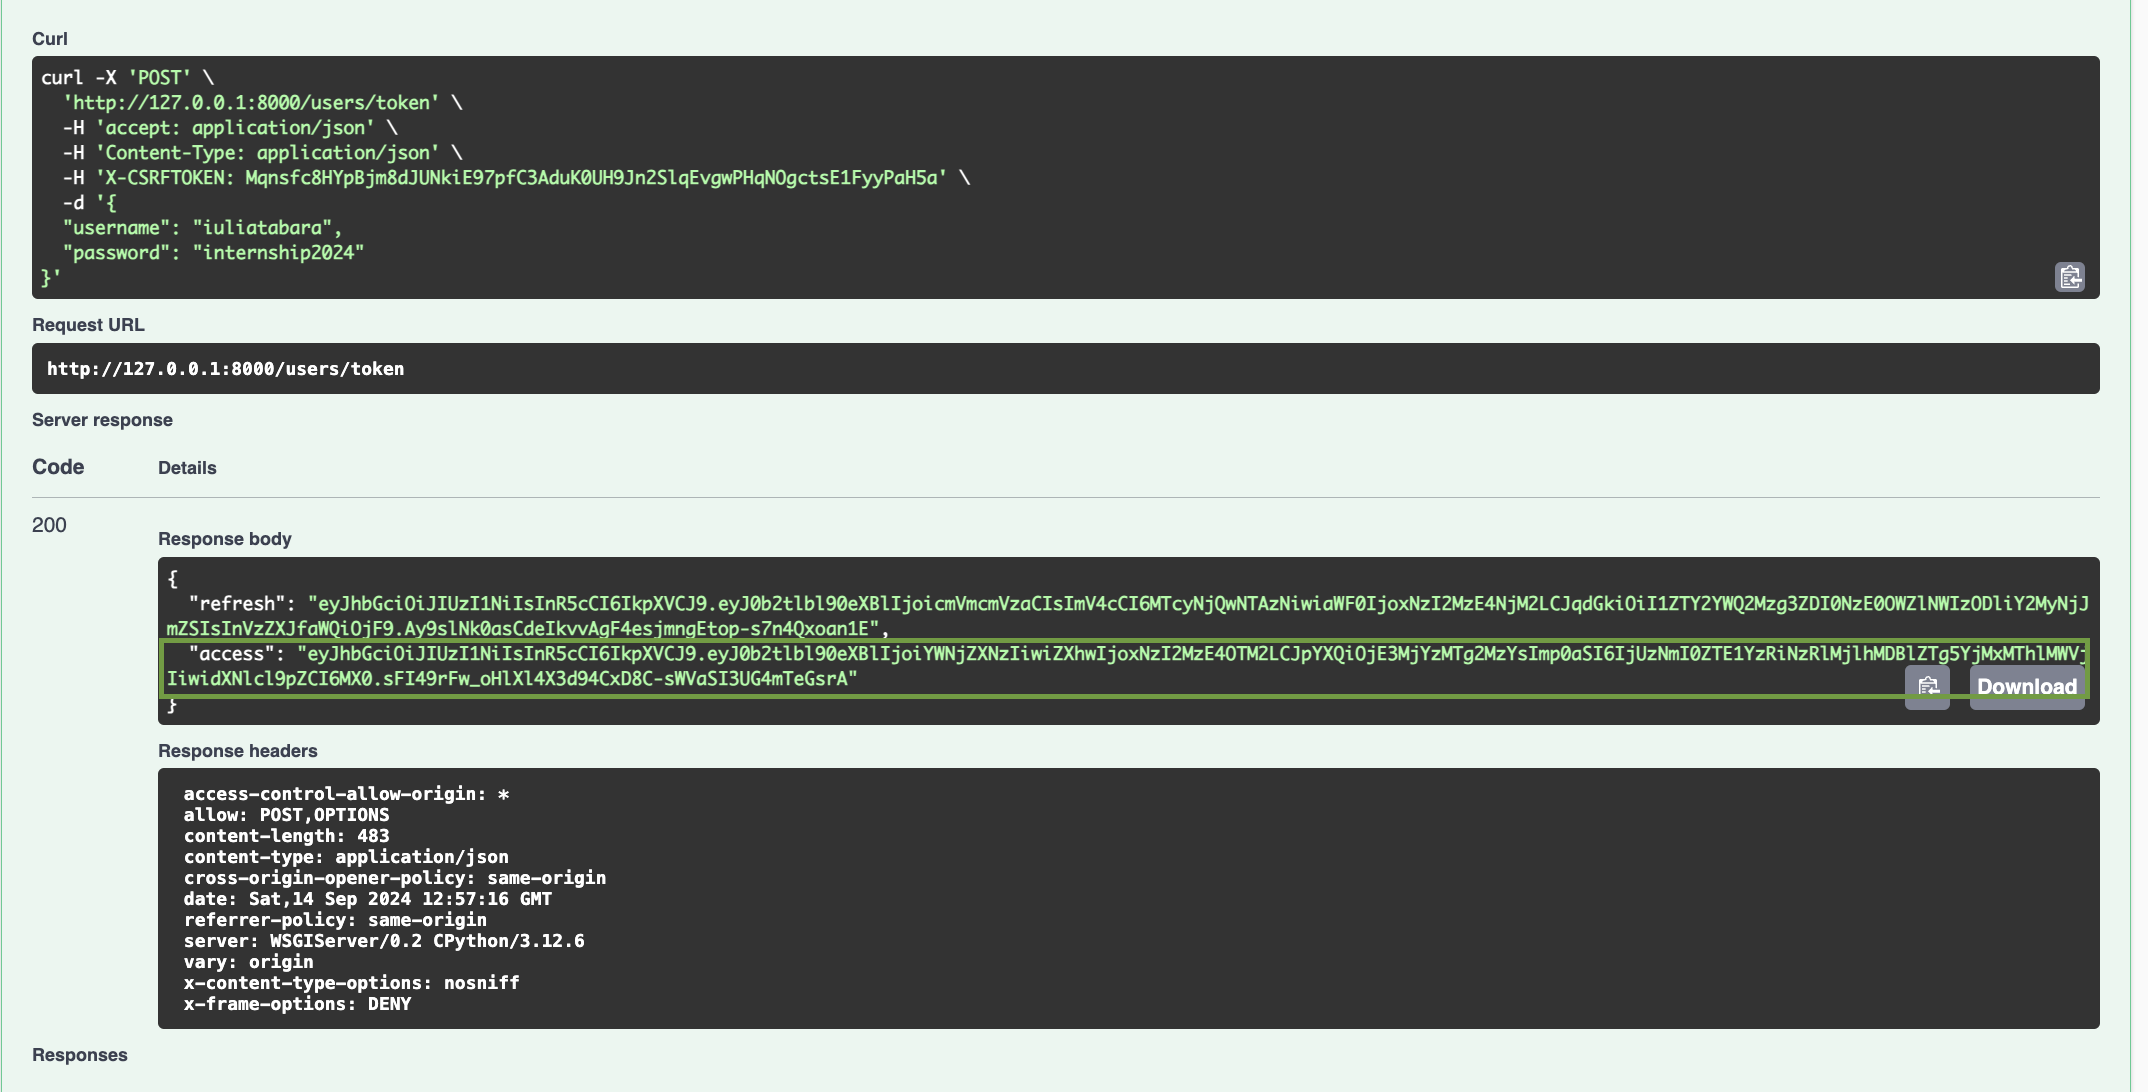 Curl
curl -X 'POST' \
'http://127.0.0.1:8000/users/token' \
-H 'accept: application/json' \
-H 'Content-Type: application/json' \
-H 'X-CSRFTOKEN: Mqnsfc8HYpBjm8dJUNkiE97pfC3AduK0UH9Jn2SlqEvgwPHqNOgctsE1FyyPaH5a' \
-d '{
"username": "iuliatabara",
"password": "internship2024"
}'
Request URL
http://127.0.0.1:8000/users/token
Server response
Code Details
200
Response body
{
"refresh": "eyJhbGciOiJIUzI1NiIsInR5cCI6IkpXVCJ9.eyJ0b2tlbl90eXBlIjoicmVmcmVzaCIsImV4cCI6MTcyNjQwNTAzNiwiaWF0IjoxNzI2MzE4NjM2LCJqdGkiOiI1ZTY2YWQ2Mzg3ZDI0NzE0OWZlNWIzODliY2MyNjJ
mZSIsInVzZXJfaWQiOjF9.Ay9slNk0asCdeIkvvAgF4esjmngEtop-s7n4Qxoan1E",
"access": "eyJhbGciOiJIUzI1NiIsInR5cCI6IkpXVCJ9.eyJ0b2tlbl90eXBlIjoiYWNjZXNzIiwiZXhwIjoxNzI2MzE4OTM2LCJpYXQiOjE3MjYzMTg2MzYsImp0aSI6IjUzNmI0ZTE1YzRiNzRlMjlhMDBlZTg5YjMxMThlMWVj
IiwidXNlcl9pZCI6MX0.sFI49rFw_oHlXl4X3d94CxD8C-sWVaSI3UG4mTeGsrA"
Download
}
Response headers
access-control-allow-origin: *
allow: POST,OPTIONS
content-length: 483
content-type: application/json
cross-origin-opener-policy: same-origin
date: Sat,14 Sep 2024 12:57:16 GMT
referrer-policy: same-origin
server: WSGIServer/0.2 CPython/3.12.6
vary: origin
x-content-type-options: nosniff
x-frame-options: DENY
Responses